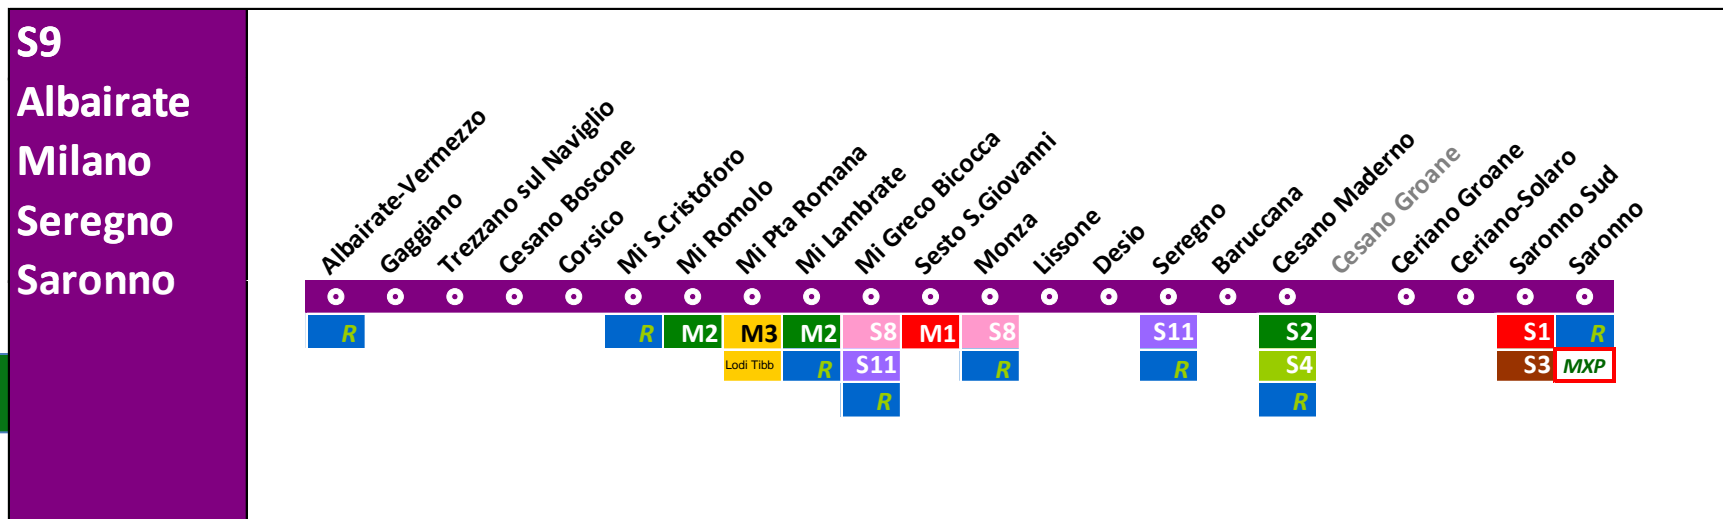 S9
Albairate
Milano
Seregno
Saronno
Albairate-Vermezzo
Gaggiano
Trezzano sul Naviglio
Cesano Boscone
Corsico
Mi S.Cristoforo
Mi Romolo
Mi Pta Romana
Mi Lambrate
Mi Greco Bicocca
Sesto S.Giovanni
Monza
Lissone
Desio
Seregno
Baruccana
Cesano Maderno
Cesano Groane
Ceriano Groane
Ceriano-Solaro
Saronno Sud
Saronno
R R M2 M3 M2 S8 M1 S8 S11 S2 S1 R
Lodi Tibb R S11 R R S4 S3 MXP
R R